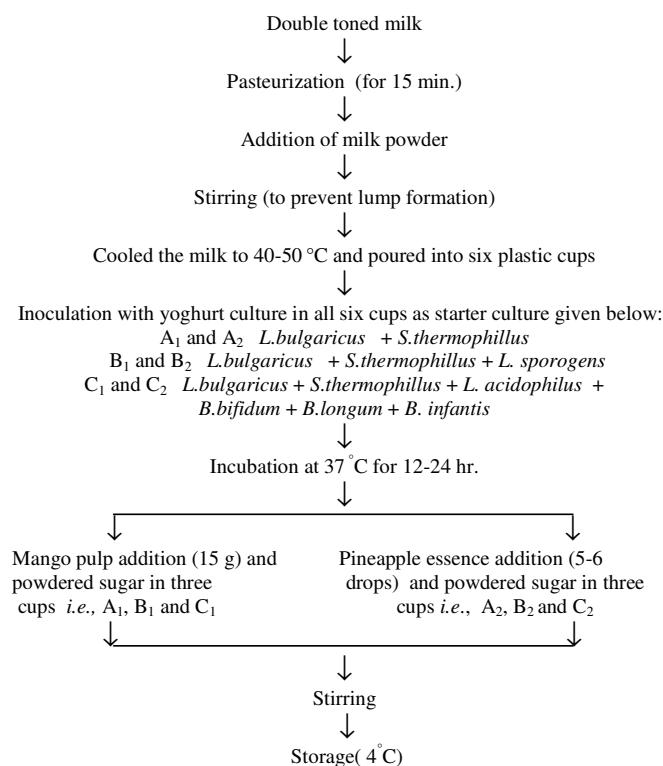 Double toned milk
Pasteurization (for 15 min.)
Addition of milk powder
Stirring (to prevent lump formation)
Cooled the milk to 40-50 °C and poured into six plastic cups
Inoculation with yoghurt culture in all six cups as starter culture given below:
A₁ and A₂ L.bulgaricus + S.thermophillus
B₁ and B₂ L.bulgaricus + S.thermophillus + L. sporogens
C₁ and C₂ L.bulgaricus + S.thermophillus + L. acidophilus +
B.bifidum + B.longum + B. infantis
Incubation at 37 °C for 12-24 hr.
Mango pulp addition (15 g) and
powdered sugar in three
cups i.e., A₁, B₁ and C₁
Pineapple essence addition (5-6
drops) and powdered sugar in three
cups i.e., A₂, B₂ and C₂
Stirring
Storage( 4°C)